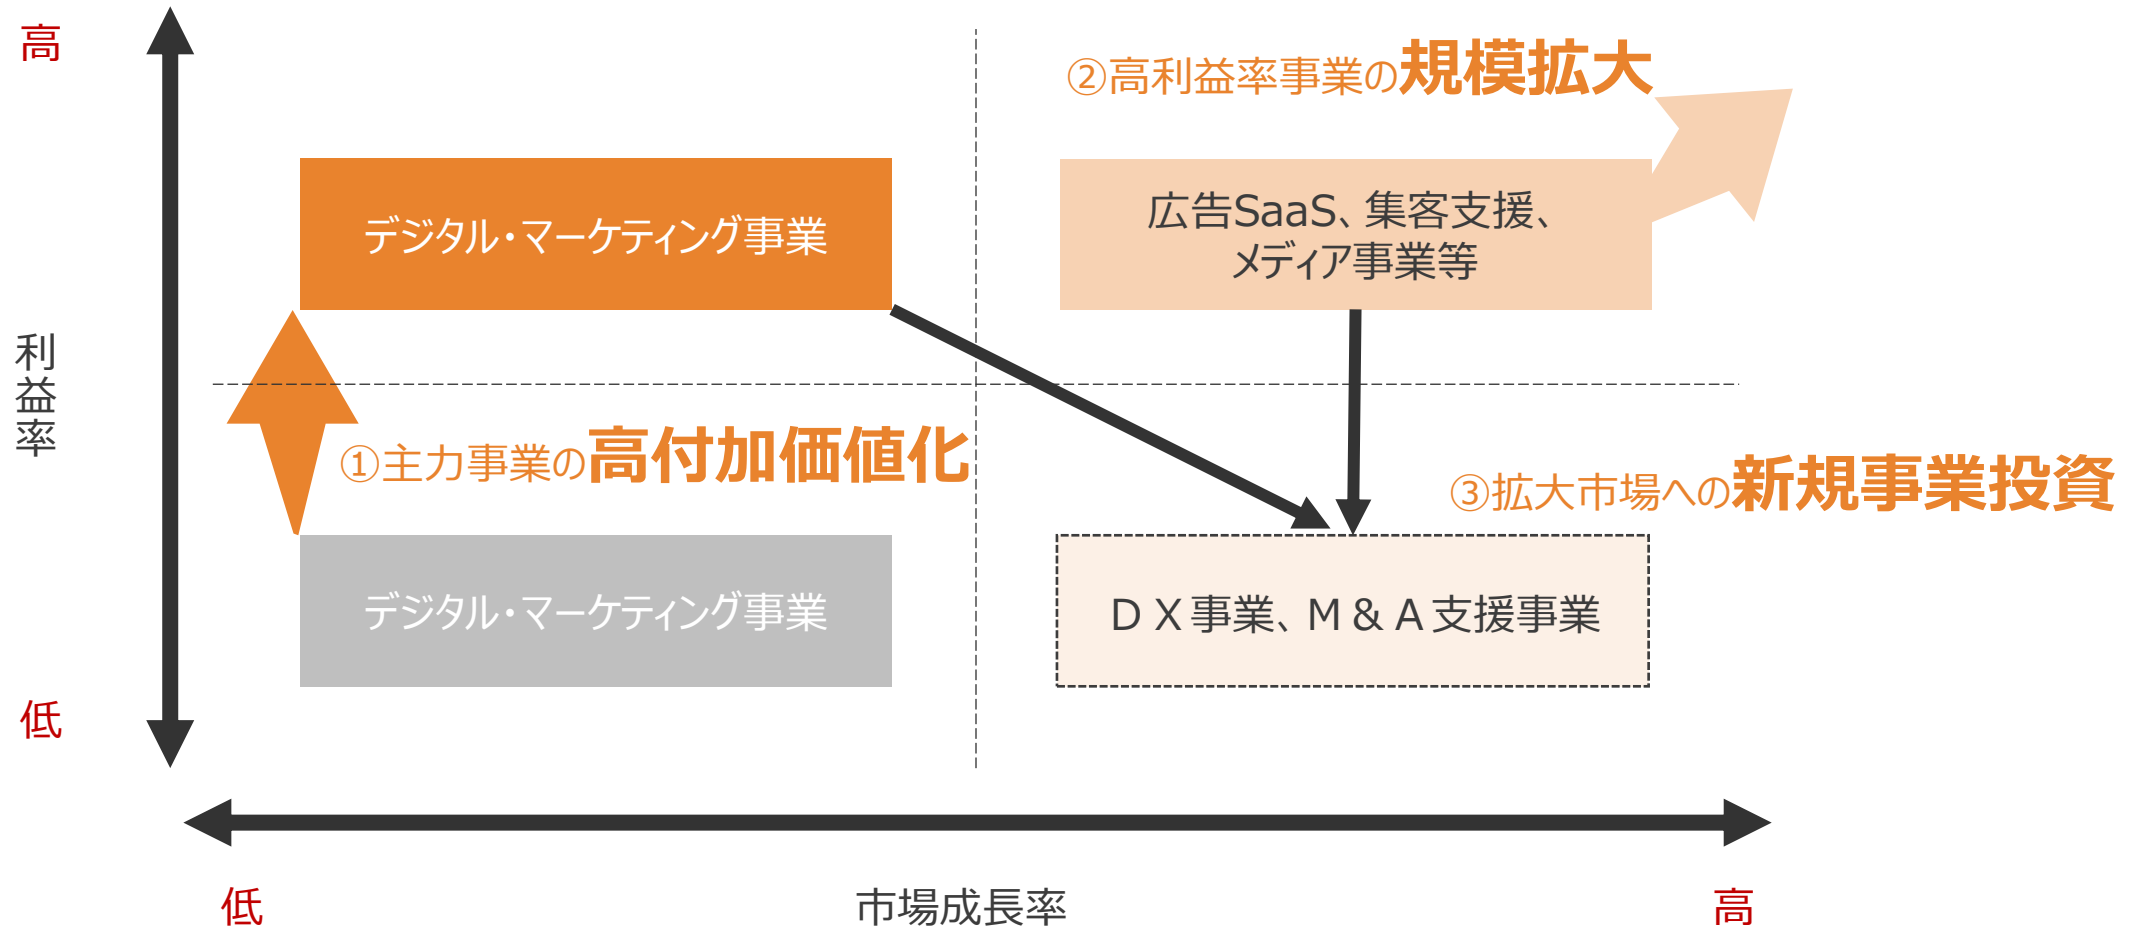 高
②高利益率事業の規模拡大
デジタル・マーケティング事業
広告SaaS、集客支援、
メディア事業等
利益率
①主力事業の高付加価値化
③拡大市場への新規事業投資
デジタル・マーケティング事業
ＤＸ事業、Ｍ＆Ａ支援事業
低
低
市場成長率
高